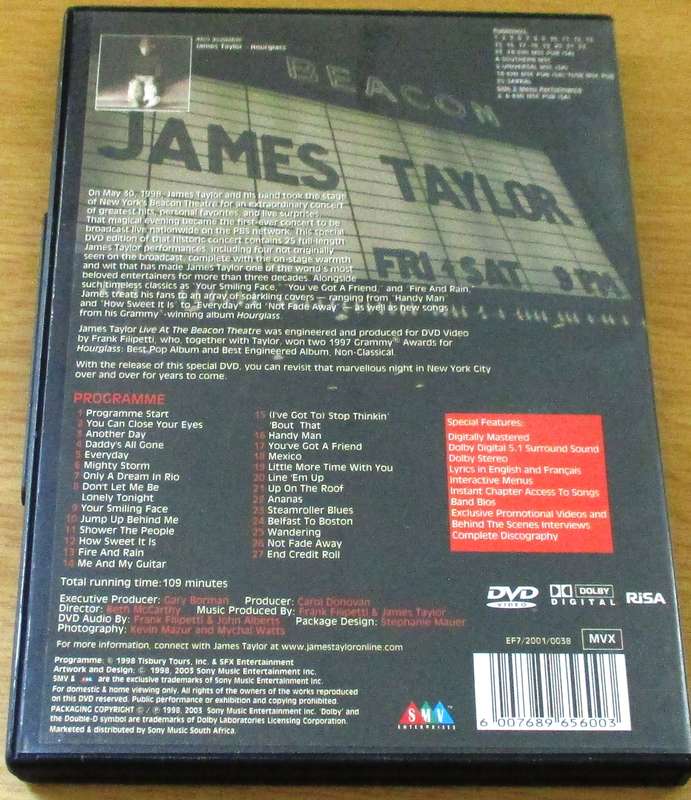 ALSO AVAILABLE
James Taylor - Hourglass
BEACON
JAMES TAYLOR
FRI & SAT 9 PM
On May 30, 1998, James Taylor and his band took the stage
of New York's Beacon Theatre for an extraordinary concert
of greatest hits, personal favorites, and live surprises.
That magical evening became the first-ever concert to be
broadcast live nationwide on the PBS network. This special
DVD edition of that historic concert contains 25 full-length
James Taylor performances, including four not originally
seen on the broadcast, complete with the on-stage warmth
and wit that has made James Taylor one of the world's most
beloved entertainers for more than three decades. Alongside
such timeless classics as "Your Smiling Face," "You've Got A Friend," and "Fire And Rain,"
James treats his fans to an array of sparkling covers — ranging from "Handy Man"
and "How Sweet It Is" to "Everyday" and "Not Fade Away" — as well as new songs
from his Grammy®-winning album Hourglass.
James Taylor Live At The Beacon Theatre was engineered and produced for DVD Video
by Frank Filipetti, who, together with Taylor, won two 1997 Grammy® Awards for
Hourglass: Best Pop Album and Best Engineered Album, Non-Classical.
With the release of this special DVD, you can revisit that marvellous night in New York City
over and over for years to come.
PROGRAMME
1 Programme Start
2 You Can Close Your Eyes
3 Another Day
4 Daddy's All Gone
5 Everyday
6 Mighty Storm
7 Only A Dream In Rio
8 Don't Let Me Be
Lonely Tonight
9 Your Smiling Face
10 Jump Up Behind Me
11 Shower The People
12 How Sweet It Is
13 Fire And Rain
14 Me And My Guitar
15 (I've Got To) Stop Thinkin'
'Bout That
16 Handy Man
17 You've Got A Friend
18 Mexico
19 Little More Time With You
20 Line 'Em Up
21 Up On The Roof
22 Ananas
23 Steamroller Blues
24 Belfast To Boston
25 Wandering
26 Not Fade Away
27 End Credit Roll
Special Features:
Digitally Mastered
Dolby Digital 5.1 Surround Sound
Dolby Stereo
Lyrics in English and Français
Interactive Menus
Instant Chapter Access To Songs
Band Bios
Exclusive Promotional Videos and
Behind The Scenes Interviews
Complete Discography
Total running time: 109 minutes
Executive Producer: Gary Borman Producer: Carol Donovan
Director: Beth McCarthy Music Produced By: Frank Filipetti & James Taylor
DVD Audio By: Frank Filipetti & John Alberts Package Design: Stephanie Mauer
Photography: Kevin Mazur and Mychal Watts
For more information, connect with James Taylor at www.jamestayloronline.com
DVD VIDEO
DOLBY DIGITAL
RiSA
EF7/2001/0038
MVX
Programme: © 1998 Tisbury Tours, Inc. & SFX Entertainment
Artwork and Design: © 1998, 2003 Sony Music Entertainment Inc.
SMV & are the exclusive trademarks of Sony Music Entertainment Inc.
For domestic & home viewing only. All rights of the owners of the works reproduced
on this DVD reserved. Public performance or exhibition and copying prohibited.
PACKAGING COPYRIGHT © / ℗ 1998, 2003 Sony Music Entertainment Inc. 'Dolby' and
the Double-D symbol are trademarks of Dolby Laboratories Licensing Corporation.
Marketed & distributed by Sony Music South Africa.
SMV
ENTERPRISES
6 007689 656003